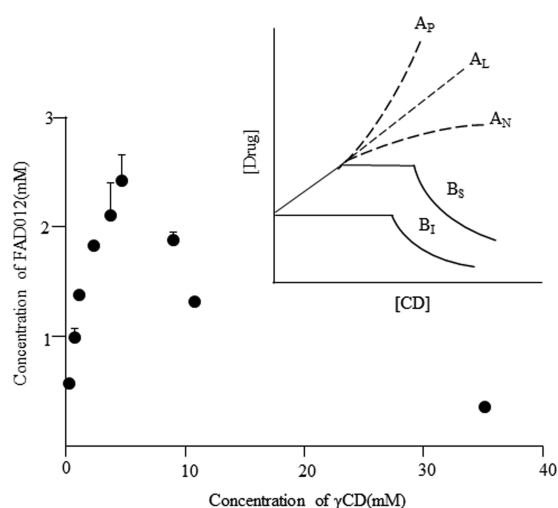 A_P
A_L
A_N
B_S
B_I
[Drug]
[CD]
3
2
1
0
10
20
30
40
Concentration of FAD012(mM)
Concentration of γCD(mM)